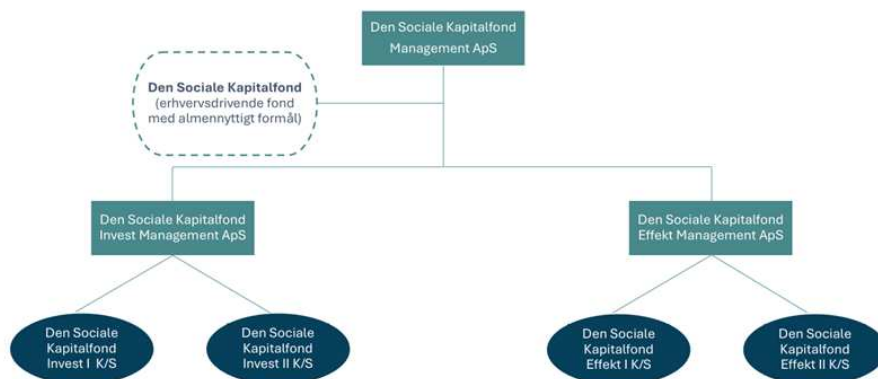 Den Sociale Kapitalfond
Management ApS
Den Sociale Kapitalfond
(erhvervsdrivende fond
med almennyttigt formål)
Den Sociale Kapitalfond
Invest Management ApS
Den Sociale Kapitalfond
Effekt Management ApS
Den Sociale
Kapitalfond
Invest I K/S
Den Sociale
Kapitalfond
Invest II K/S
Den Sociale
Kapitalfond
Effekt I K/S
Den Sociale
Kapitalfond
Effekt II K/S